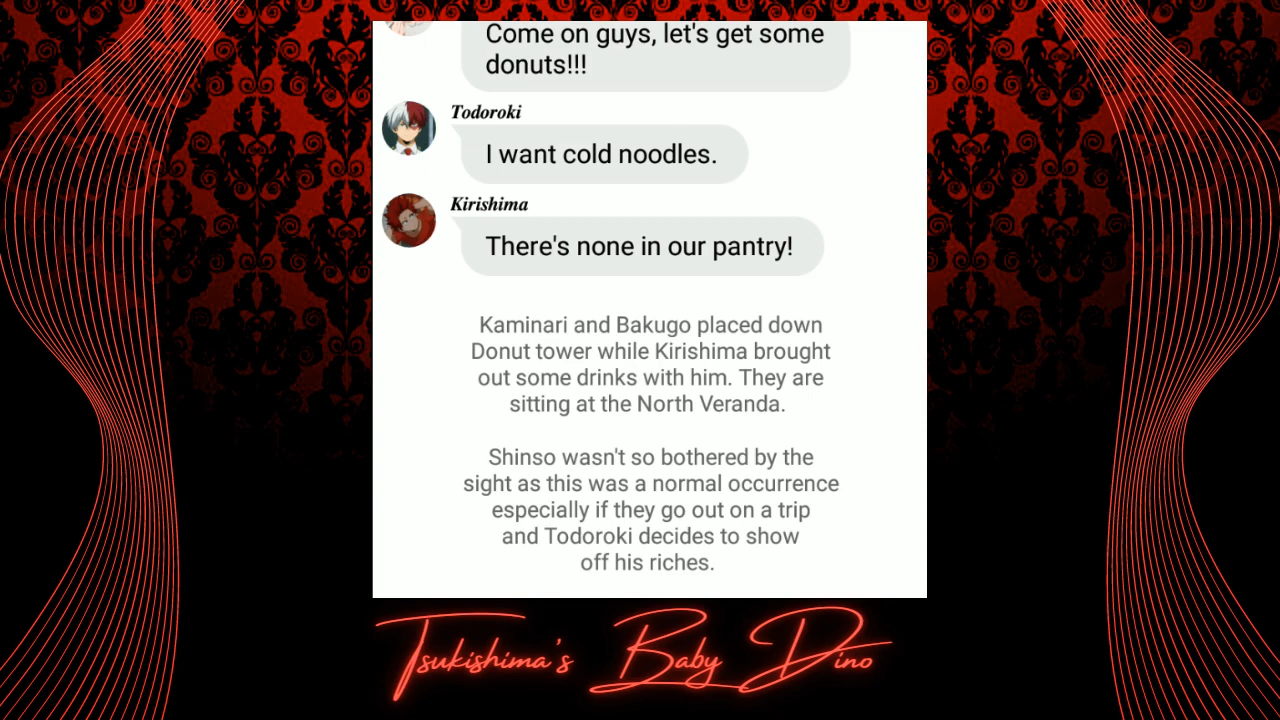 Come on guys, let's get some
donuts!!!
Todoroki
I want cold noodles.
Kirishima
There's none in our pantry!
Kaminari and Bakugo placed down
Donut tower while Kirishima brought
out some drinks with him. They are
sitting at the North Veranda.
Shinso wasn't so bothered by the
sight as this was a normal occurrence
especially if they go out on a trip
and Todoroki decides to show
off his riches.
Tsukishima's Baby Dino